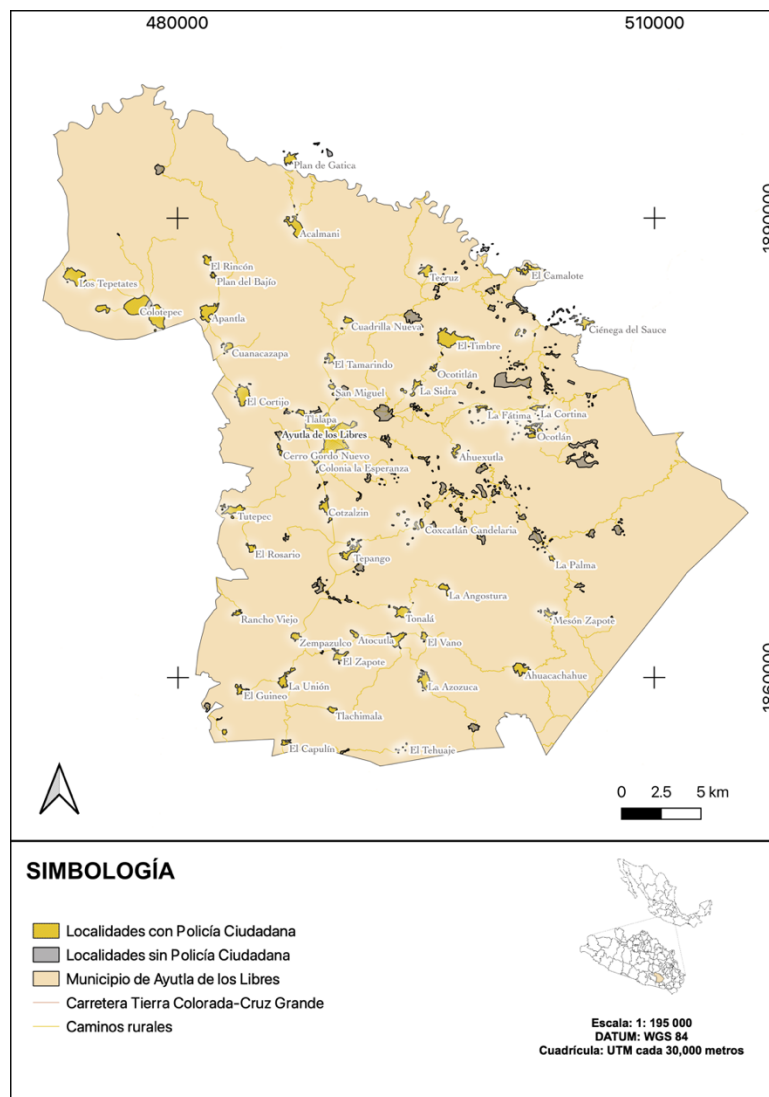 480000
510000
Plan de Gatica
1890000
Acalmani
El Rincón
Tecruz
El Camalote
Los Tepetates
Plan del Bajío
Colotepec
Apantla
Cuadrilla Nueva
Ciénega del Sauce
Cuanacazapa
El Timbre
El Tamarindo
Ocotitlán
El Cortijo
San Miguel
La Sidra
Tlalapa
La Fátima
La Cortina
Ayutla de los Libres
Ocotlán
Cerro Gordo Nuevo
Ahuexutla
Colonia la Esperanza
Tutepec
Cotzalzin
Coxcatlán Candelaria
El Rosario
Tepango
La Palma
La Angostura
Rancho Viejo
Tonalá
Mesón Zapote
Zempazulco
Atocutla
El Vano
El Zapote
1860000
El Guineo
La Unión
La Azozuca
Ahuacachahue
Tlachimala
El Capulín
El Tehuaje
0 2.5 5 km
SIMBOLOGÍA
Localidades con Policía Ciudadana
Localidades sin Policía Ciudadana
Municipio de Ayutla de los Libres
Carretera Tierra Colorada-Cruz Grande
Caminos rurales
Escala: 1: 195 000
DATUM: WGS 84
Cuadrícula: UTM cada 30,000 metros